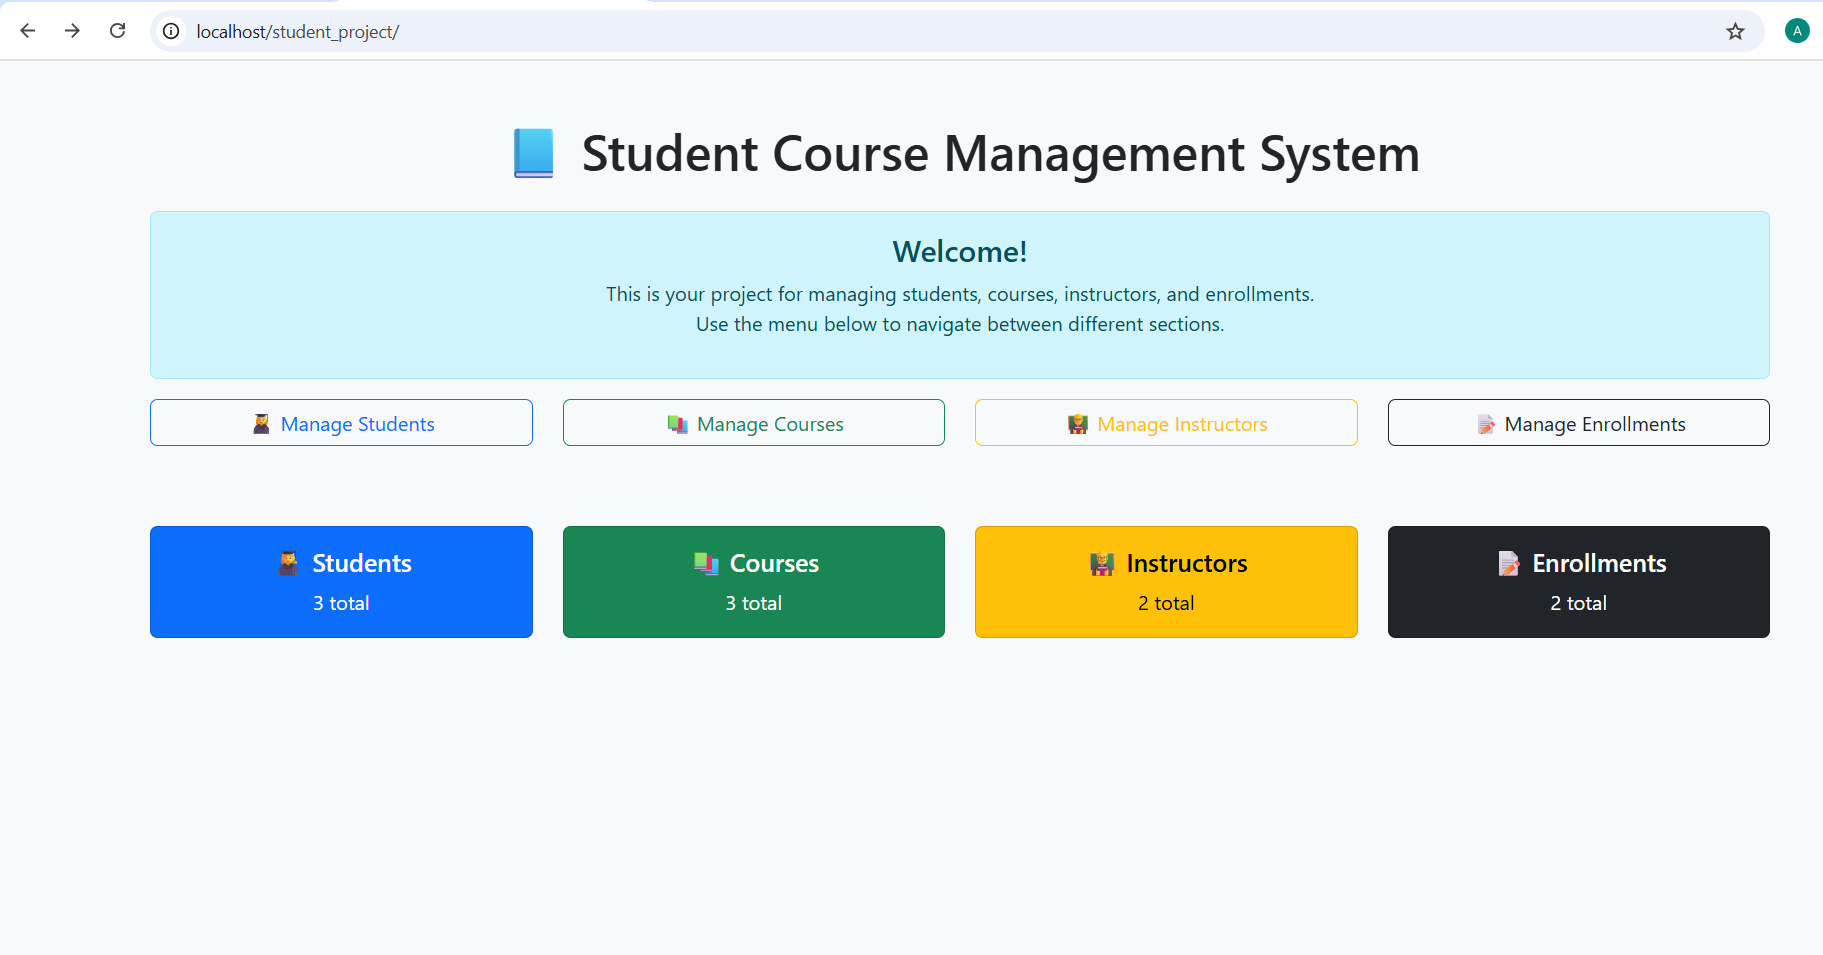 localhost/student_project/
A
Student Course Management System
Welcome!
This is your project for managing students, courses, instructors, and enrollments.
Use the menu below to navigate between different sections.
Manage Students
Manage Courses
Manage Instructors
Manage Enrollments
Students
3 total
Courses
3 total
Instructors
2 total
Enrollments
2 total